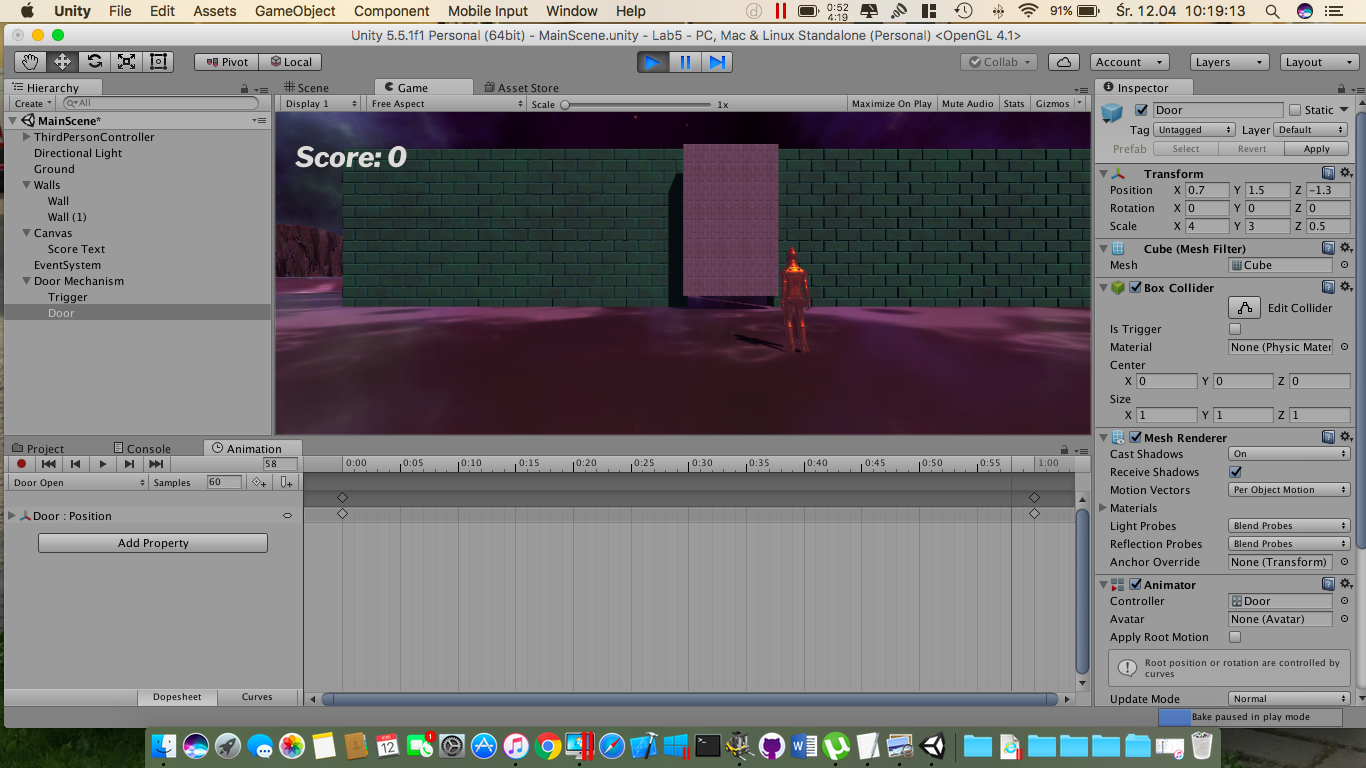 Unity File Edit Assets GameObject Component Mobile Input Window Help 0:52 4:19 91% Śr. 12.04 10:19:13
Unity 5.5.1f1 Personal (64bit) - MainScene.unity - Lab5 - PC, Mac & Linux Standalone (Personal) <OpenGL 4.1>
Pivot Local Collab Account Layers Layout
Hierarchy Scene Game Asset Store Inspector
Create All
Display 1 Free Aspect Scale 1x Maximize On Play Mute Audio Stats Gizmos
MainScene*
ThirdPersonController
Directional Light
Ground
Walls
Wall
Wall (1)
Canvas
Score Text
EventSystem
Door Mechanism
Trigger
Door
Score: 0
Door Static
Tag Untagged Layer Default
Prefab Select Revert Apply
Transform
Position X 0.7 Y 1.5 Z -1.3
Rotation X 0 Y 0 Z 0
Scale X 4 Y 3 Z 0.5
Cube (Mesh Filter)
Mesh Cube
Box Collider
Edit Collider
Is Trigger
Material None (Physic Mater
Center
X 0 Y 0 Z 0
Size
X 1 Y 1 Z 1
Mesh Renderer
Cast Shadows On
Receive Shadows
Motion Vectors Per Object Motion
Materials
Light Probes Blend Probes
Reflection Probes Blend Probes
Anchor Override None (Transform)
Animator
Controller Door
Avatar None (Avatar)
Apply Root Motion
Root position or rotation are controlled by
curves
Update Mode Normal
Bake paused in play mode
Project Console Animation
58 0:00 0:05 0:10 0:15 0:20 0:25 0:30 0:35 0:40 0:45 0:50 0:55 1:00
Door Open Samples 60
Door : Position
Add Property
Dopesheet Curves
12
1